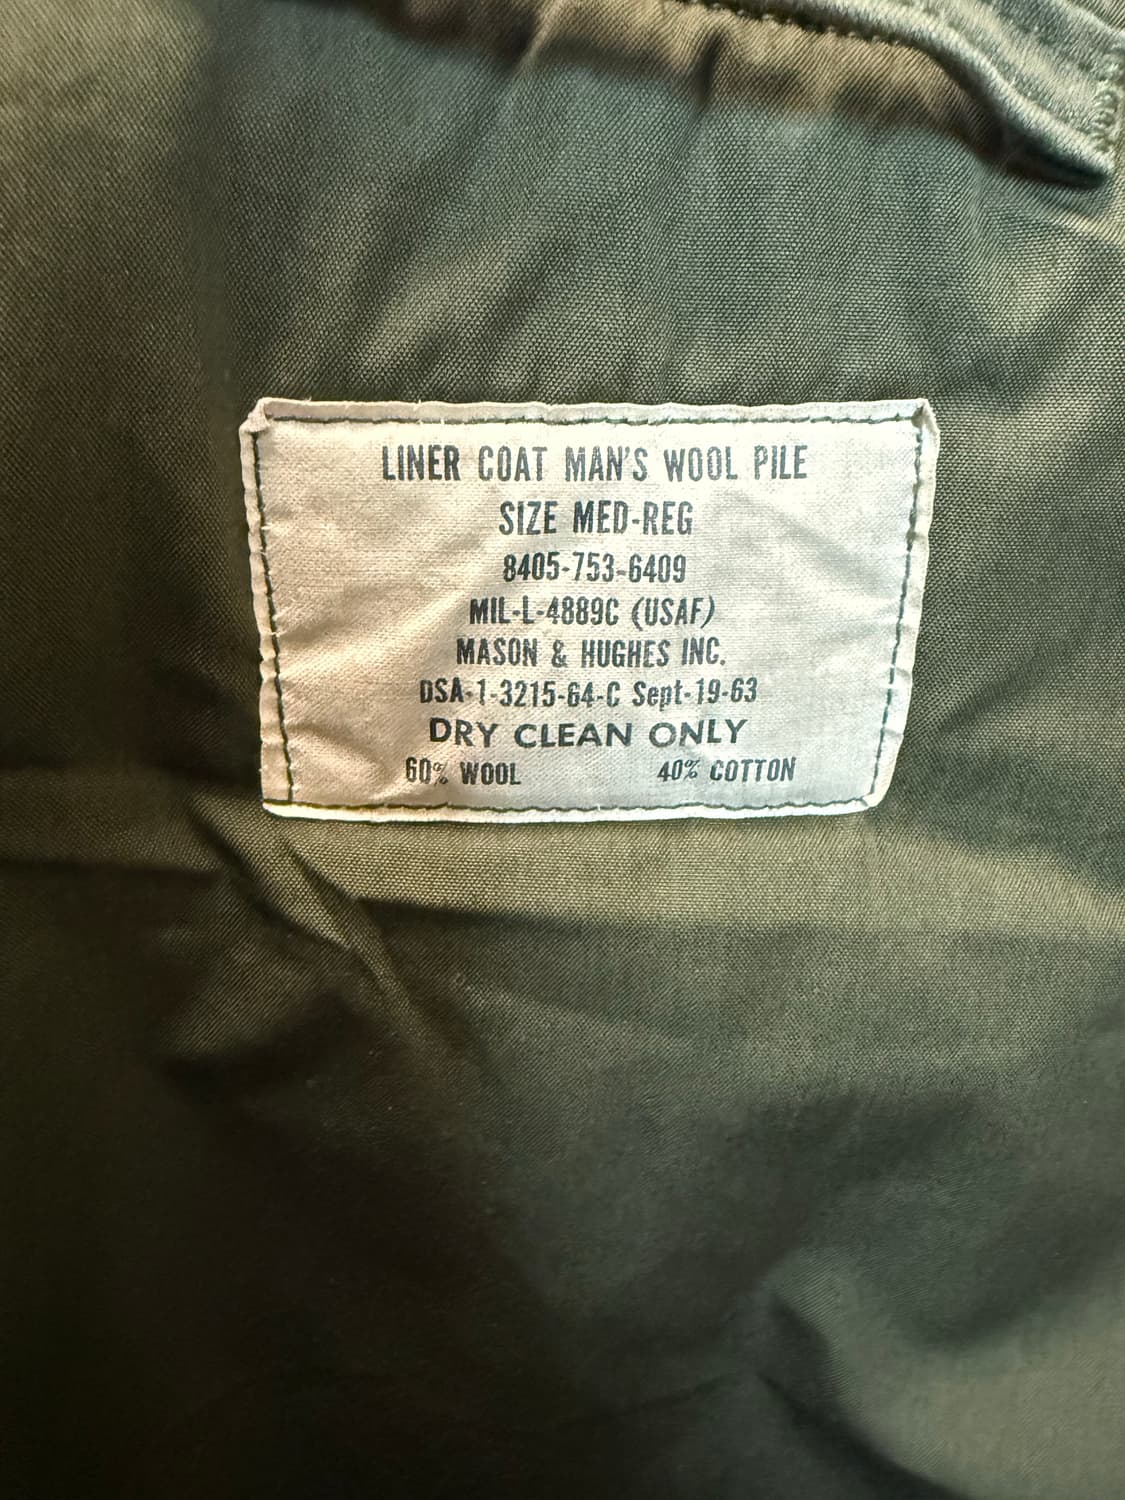 LINER COAT MAN'S WOOL PILE
SIZE MED-REG
8405-753-6409
MIL-L-4889C (USAF)
MASON & HUGHES INC.
DSA-1-3215-64-C Sept-19-63
DRY CLEAN ONLY
60% WOOL 40% COTTON